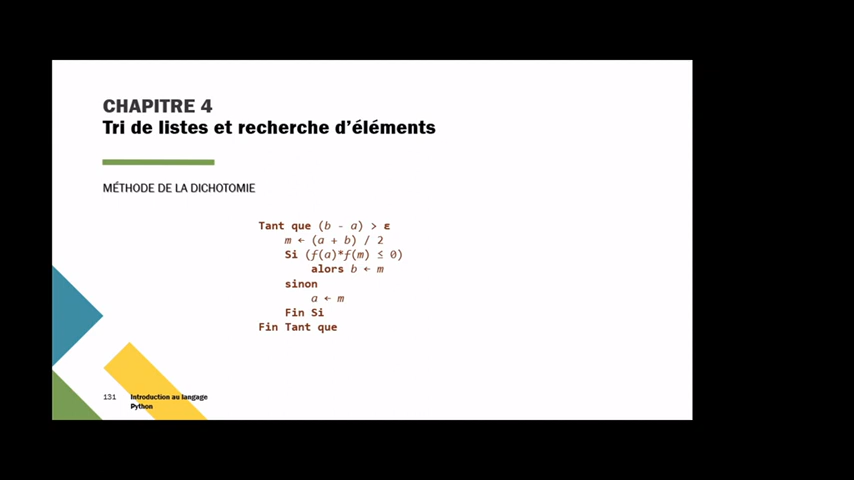 CHAPITRE 4
Tri de listes et recherche d'éléments
MÉTHODE DE LA DICHOTOMIE
Tant que (b - a) > ε
m ← (a + b) / 2
Si (f(a)*f(m) ≤ 0)
alors b ← m
sinon
a ← m
Fin Si
Fin Tant que
131 Introduction au langage
Python